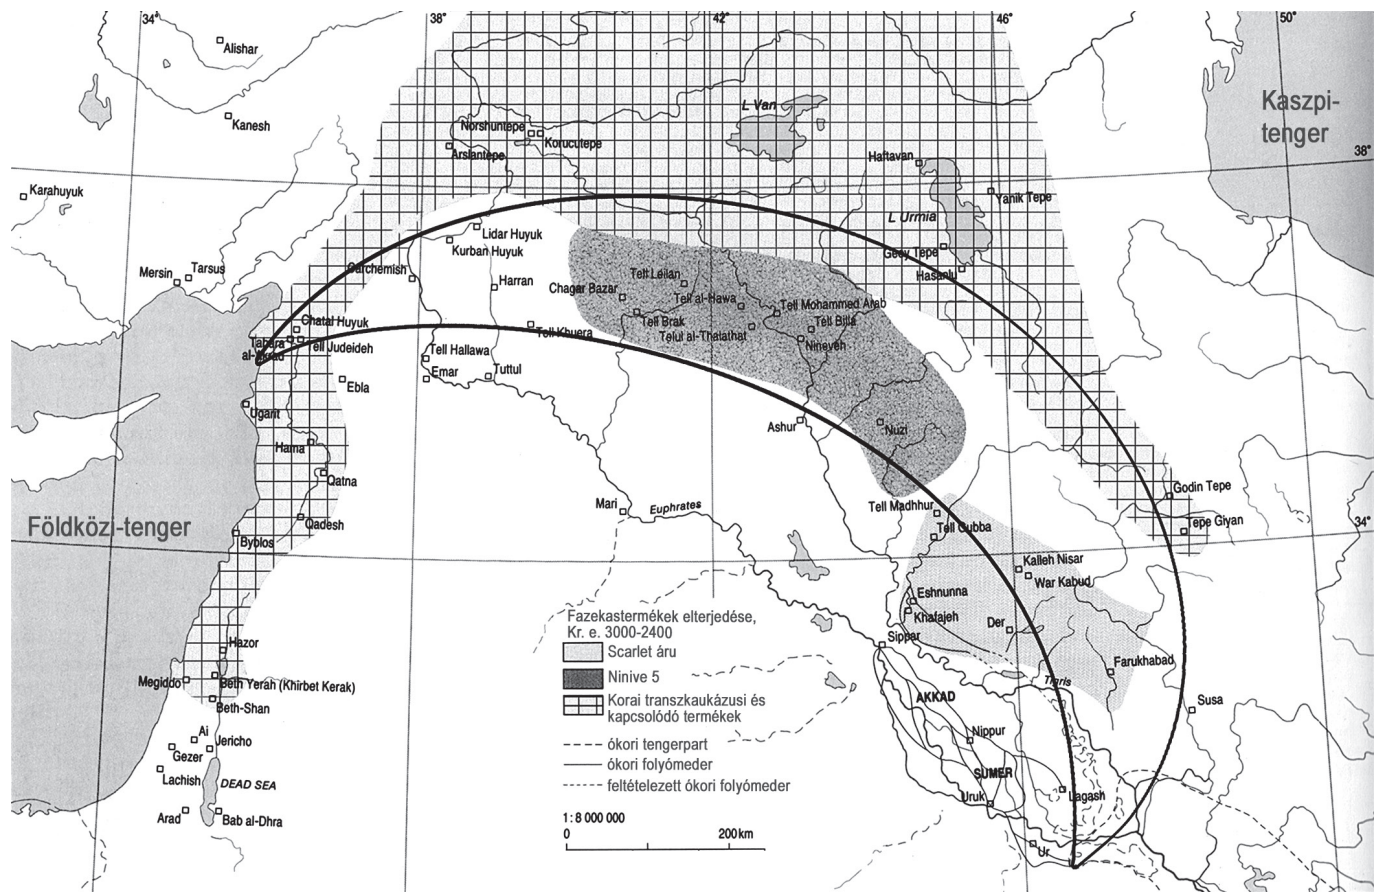 34°
38°
42°
46°
50°
Alishar
Kanesh
Karahuyuk
Norshuntepe
Korucutepe
Arslantepe
L Van
Kaszpi-
tenger
38°
Haftavan
Yanik Tepe
L Urmia
Geoy Tepe
Hasanlu
Lidar Huyuk
Kurban Huyuk
Carchemish
Harran
Mersin
Tarsus
Chagar Bazar
Tell Leilan
Tell al-Hawa
Tell Mohammed Arab
Tell Brak
Tell Billa
Telul al-Thalathat
Nineveh
Chatal Huyuk
Tabara
al-Akrad
Tell Judeideh
Tell Khuera
Tell Hallawa
Emar
Tuttul
Ebla
Ugarit
Ashur
Nuzi
Hama
Qatna
Mari
Euphrates
Tell Madhhur
Tell Gubba
Godin Tepe
Tepe Giyan
34°
Földközi-tenger
Qadesh
Byblos
Kalleh Nisar
War Kabud
Eshnunna
Khafajeh
Der
Sippar
Farukhabad
Tigris
Susa
Hazor
Megiddo
Beth Yerah (Khirbet Kerak)
Beth-Shan
AKKAD
Nippur
SUMER
Uruk
Lagash
Ur
Ai
Jericho
Gezer
Lachish
DEAD SEA
Arad
Bab al-Dhra
Fazekastermékek elterjedése,
Kr. e. 3000-2400
Scarlet áru
Ninive 5
Korai transzkaukázusi és
kapcsolódó termékek
ókori tengerpart
ókori folyómeder
feltételezett ókori folyómeder
1:8 000 000
0
200 km